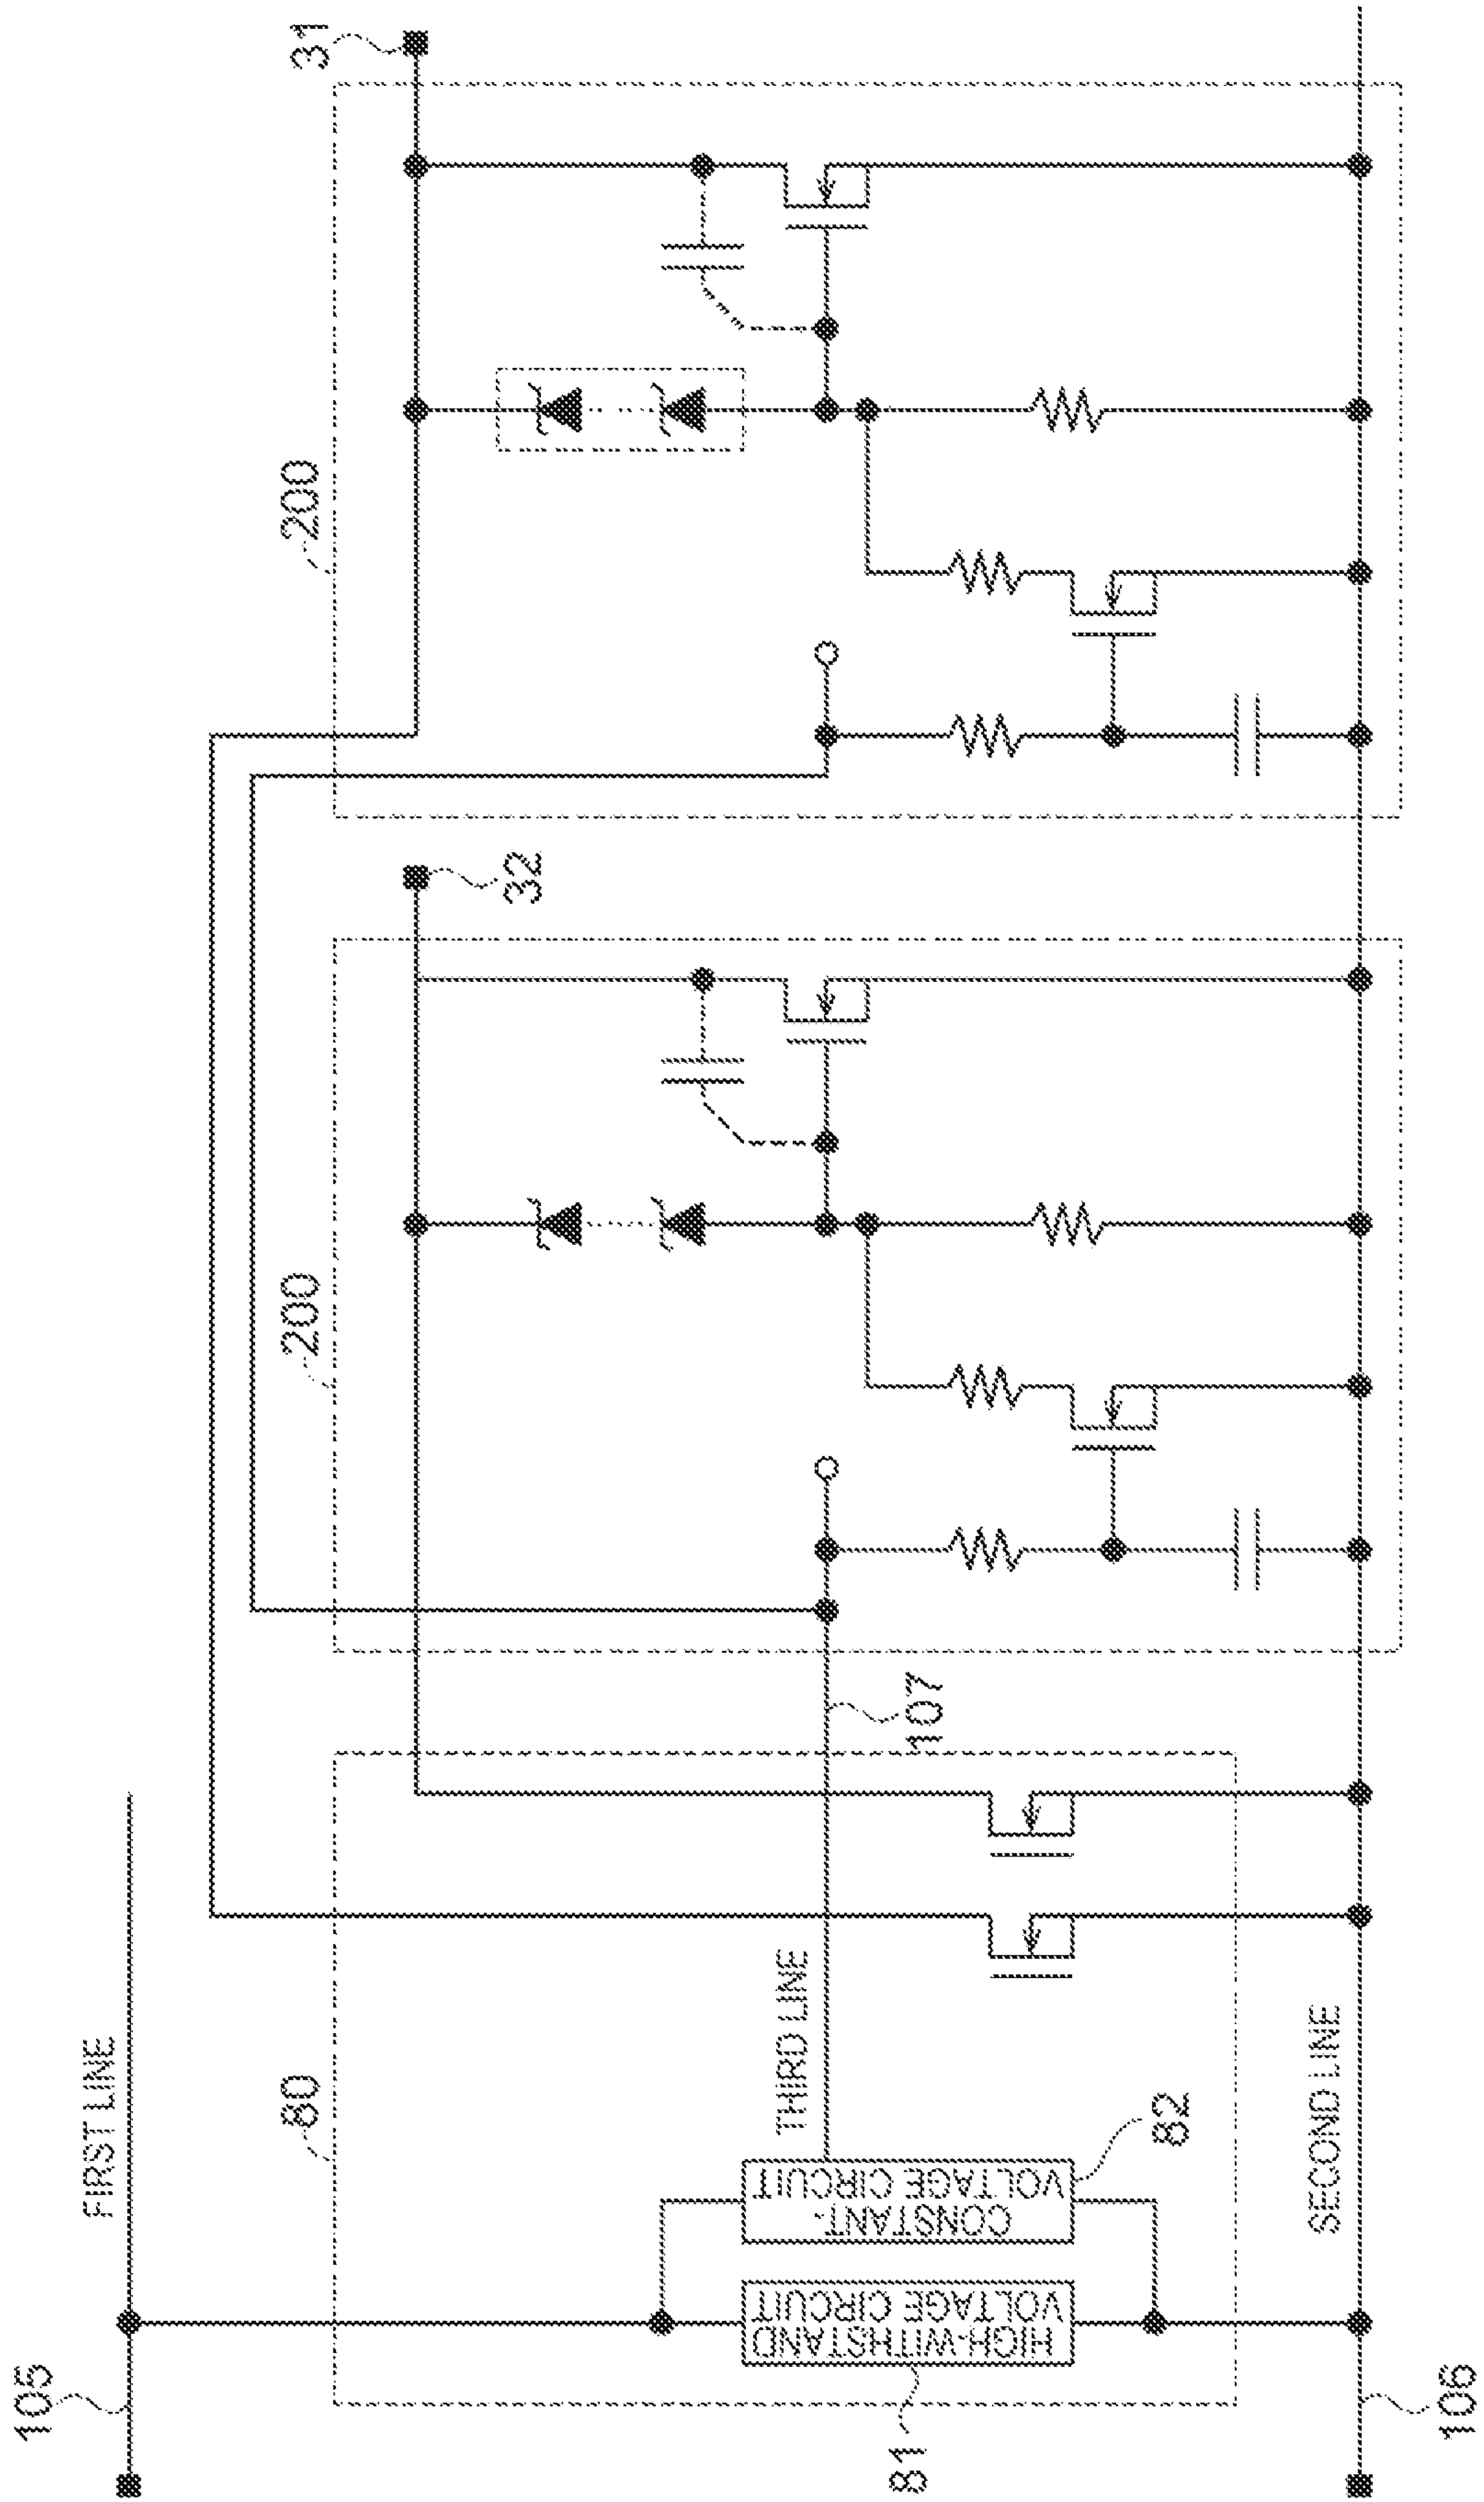 105
FIRST LINE
80
81
HIGH-WITHSTAND
VOLTAGE CIRCUIT
CONSTANT-
VOLTAGE CIRCUIT
82
THIRD LINE
107
SECOND LINE
106
200
32
200
31